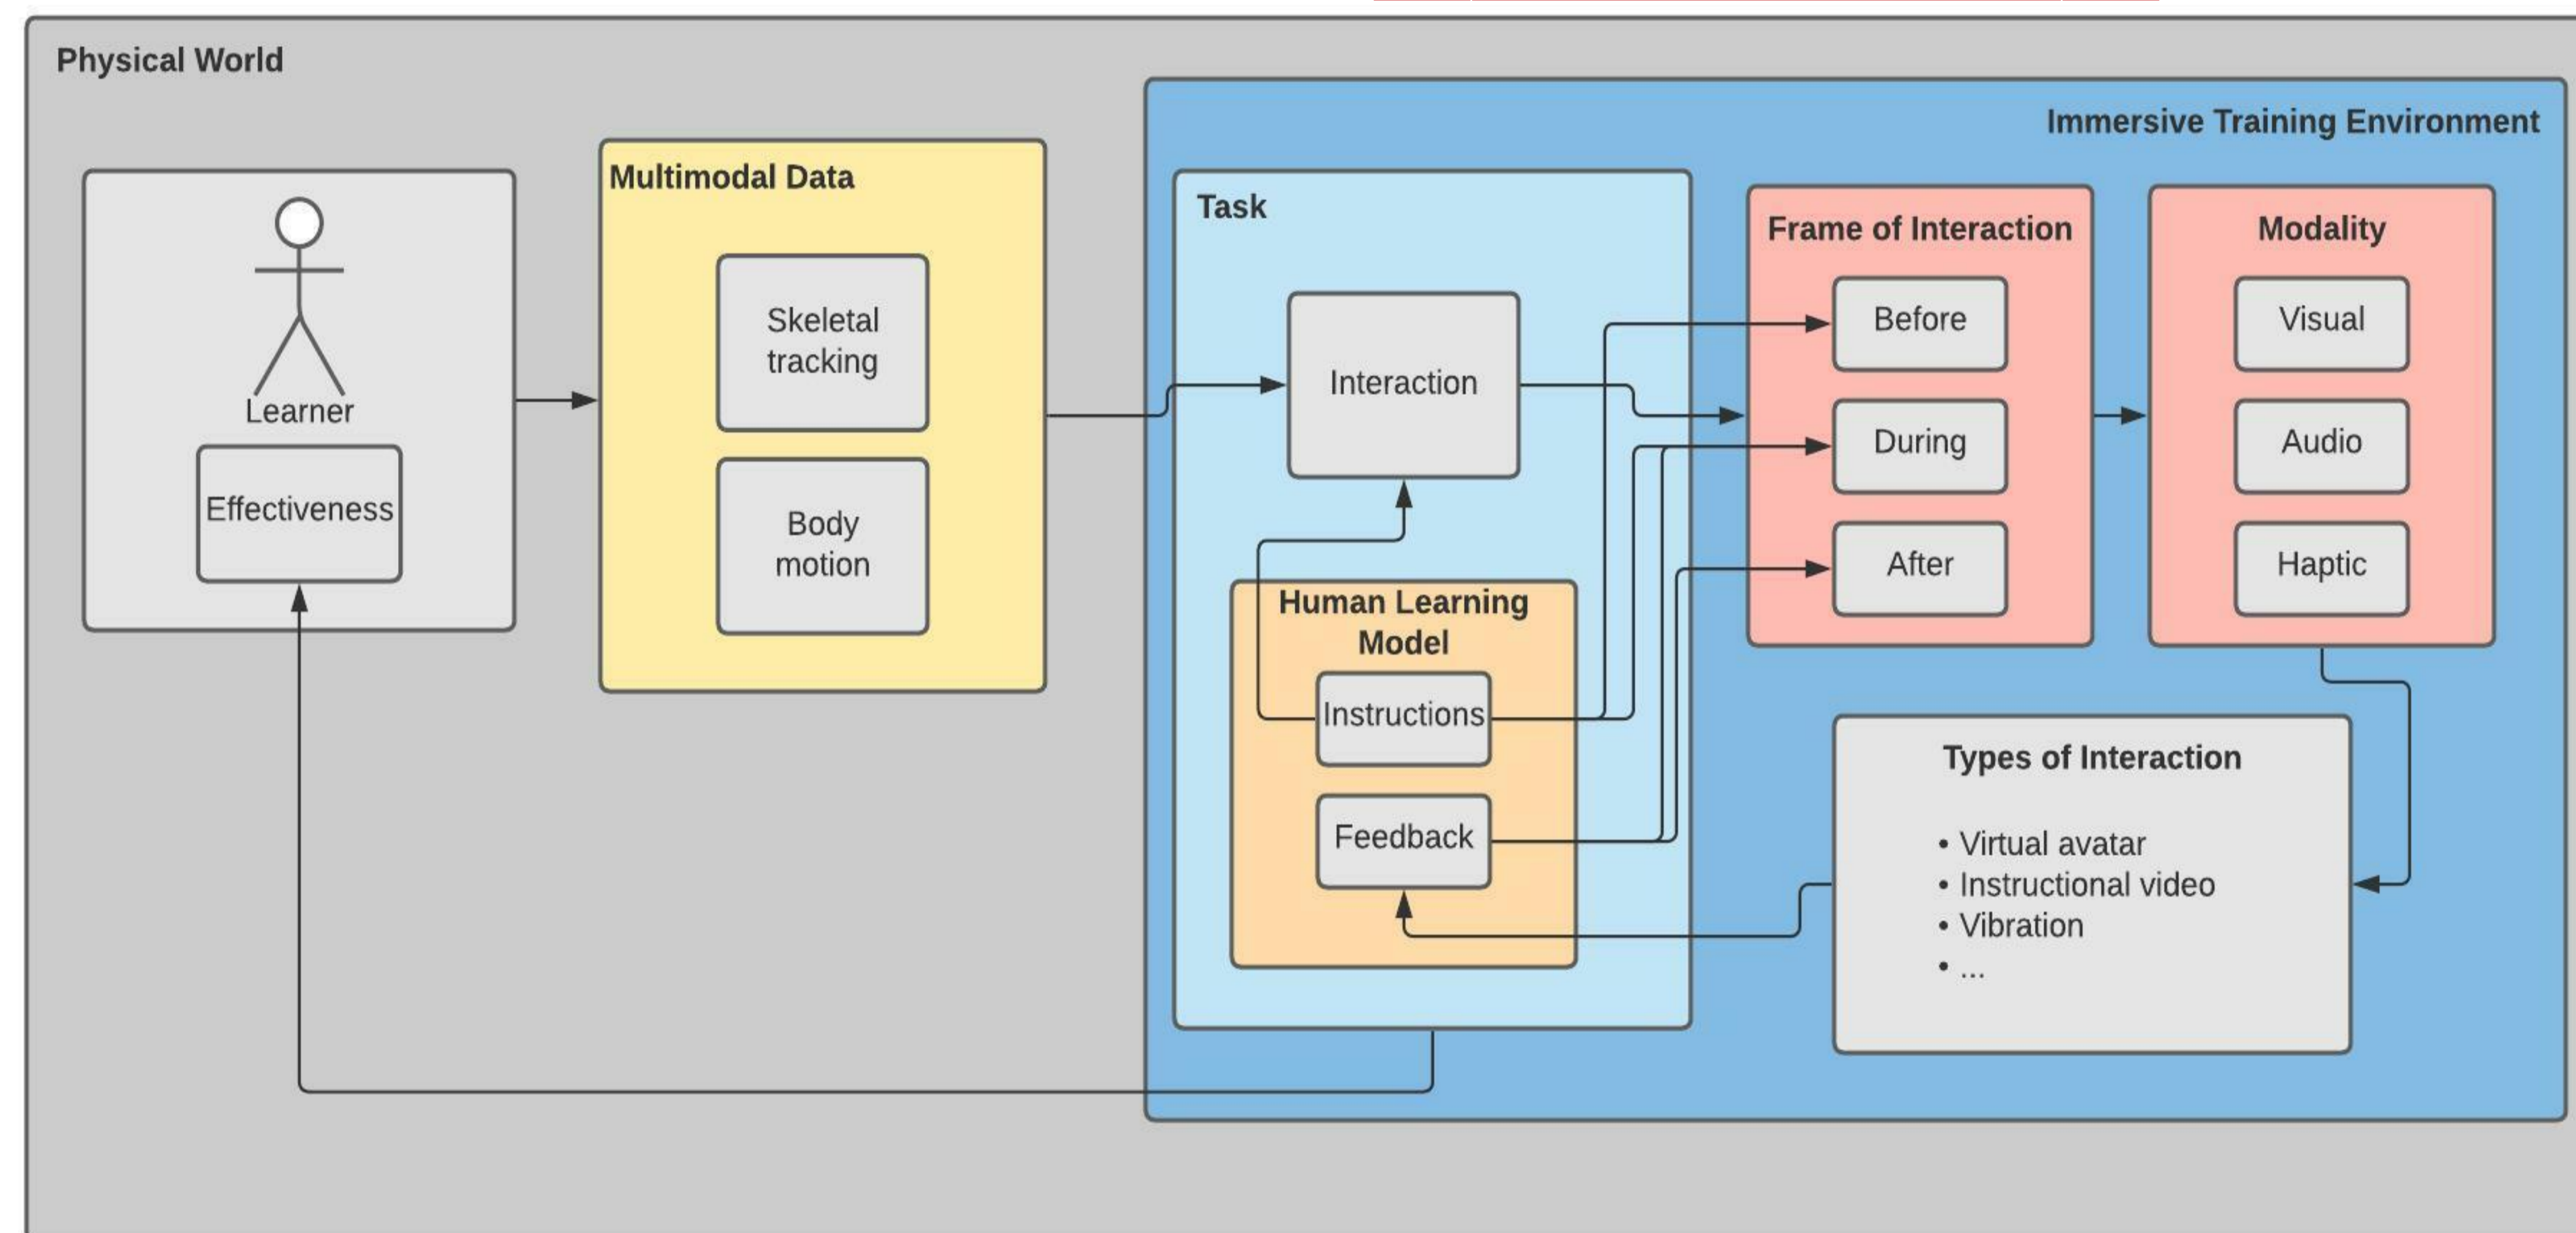 Physical World
Learner
Effectiveness
Multimodal Data
Skeletal
tracking
Body
motion
Immersive Training Environment
Task
Interaction
Human Learning
Model
Instructions
Feedback
Frame of Interaction
Before
During
After
Modality
Visual
Audio
Haptic
Types of Interaction
• Virtual avatar
• Instructional video
• Vibration
• ...